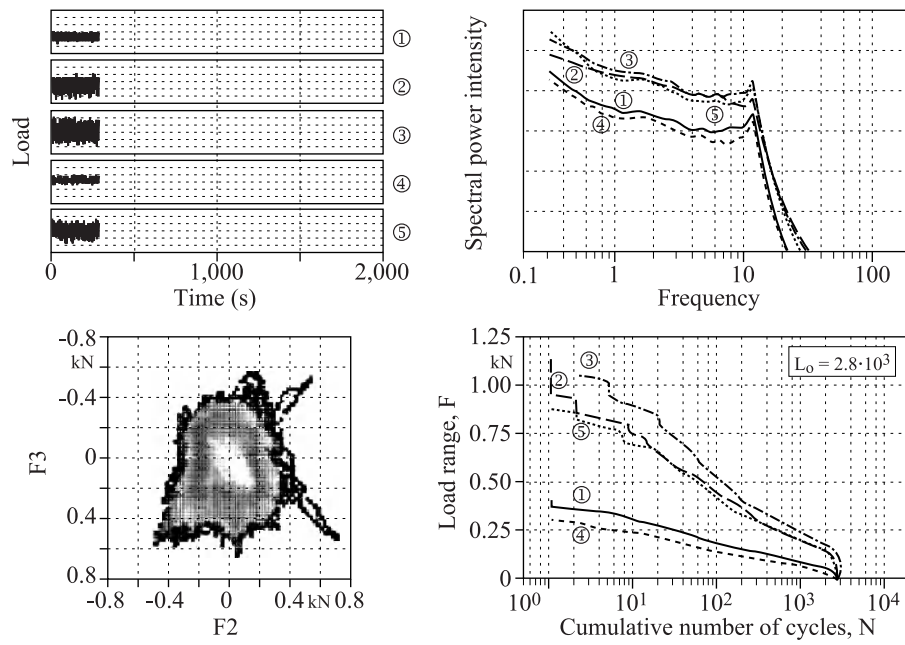 Load
①
②
③
④
⑤
0 1,000 2,000
Time (s)
Spectral power intensity
③
②
①
⑤
④
0.1 1 10 100
Frequency
F3
-0.8
kN
-0.4
0
0.4
0.8
-0.8 -0.4 0 0.4 kN 0.8
F2
Load range, F
1.25
kN
1.00
0.75
0.50
0.25
0
L₀ = 2.8·10³
③
②
⑤
①
④
10⁰ 10¹ 10² 10³ 10⁴
Cumulative number of cycles, N